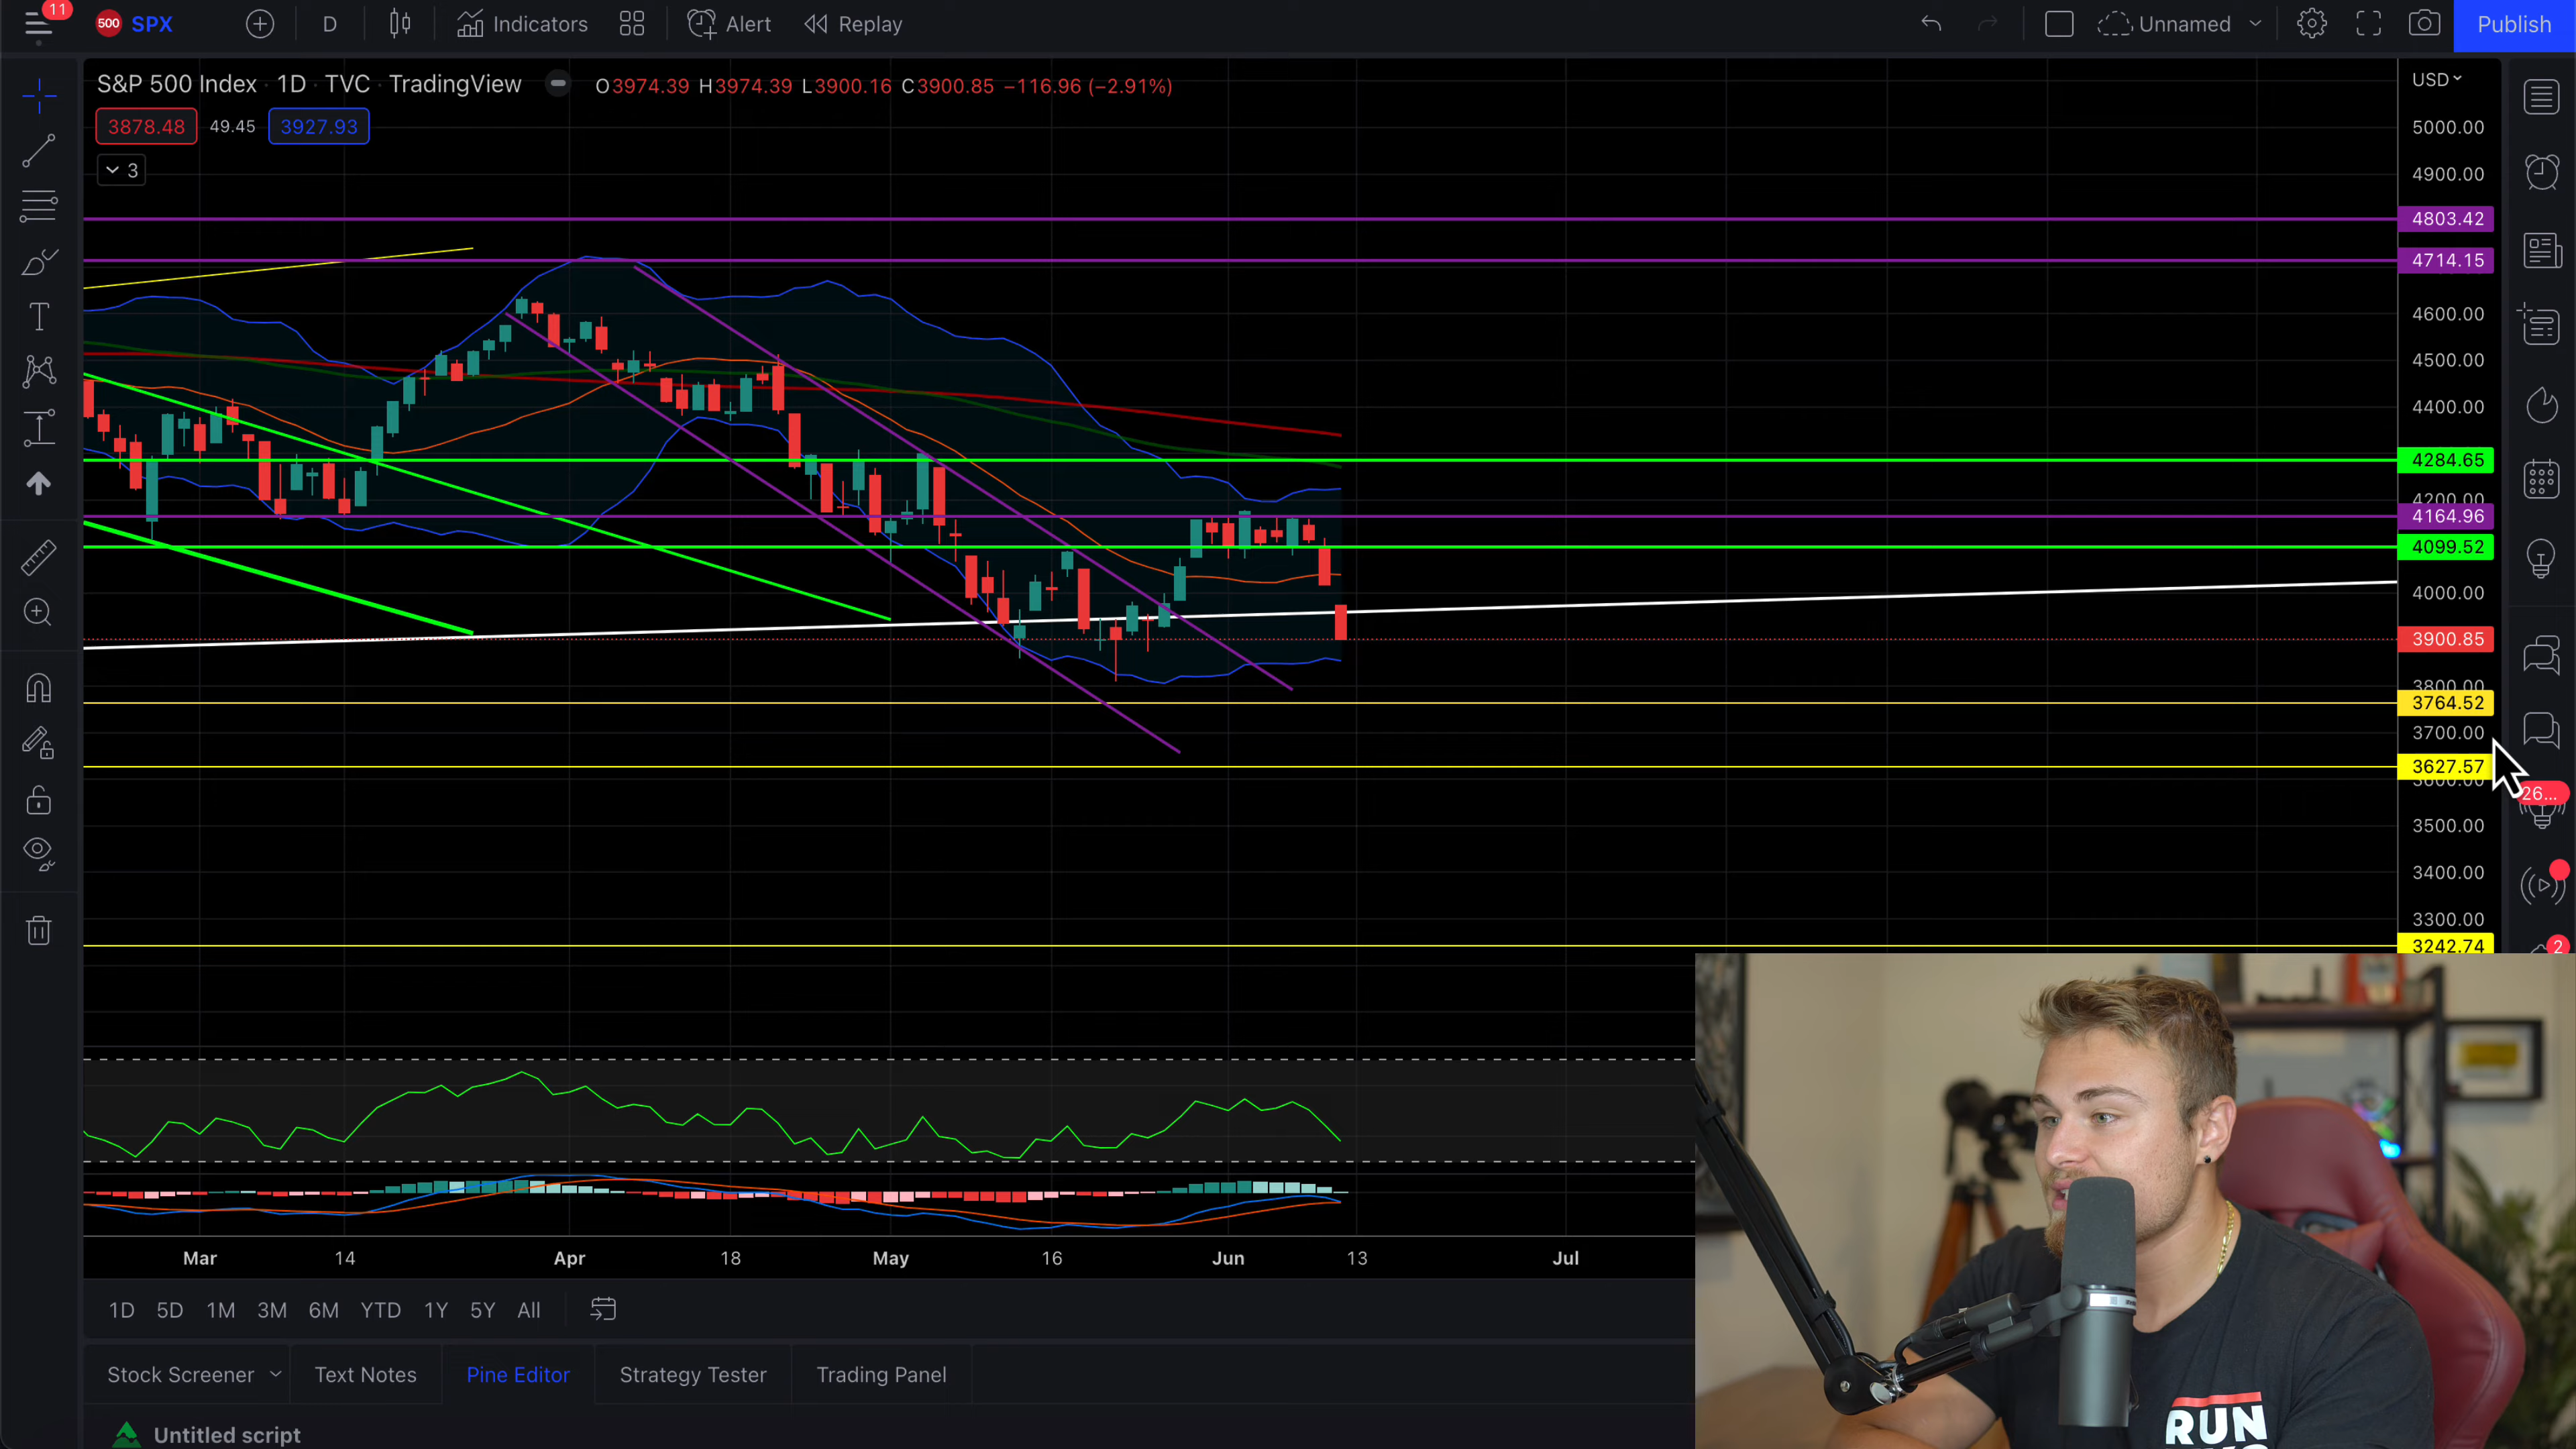 11
500 SPX D Indicators Alert Replay Unnamed Publish
S&P 500 Index · 1D · TVC · TradingView O3974.39 H3974.39 L3900.16 C3900.85 −116.96 (−2.91%)
USD
3878.48 49.45 3927.93
3
5000.00
4900.00
4803.42
4714.15
4600.00
4500.00
4400.00
4284.65
4200.00
4164.96
4099.52
4000.00
3900.85
3800.00
3764.52
3700.00
3627.57
3600.00
26...
3500.00
3400.00
3300.00
3242.74
2
Mar 14 Apr 18 May 16 Jun 13 Jul
1D 5D 1M 3M 6M YTD 1Y 5Y All
Stock Screener Text Notes Pine Editor Strategy Tester Trading Panel
Untitled script
RUN